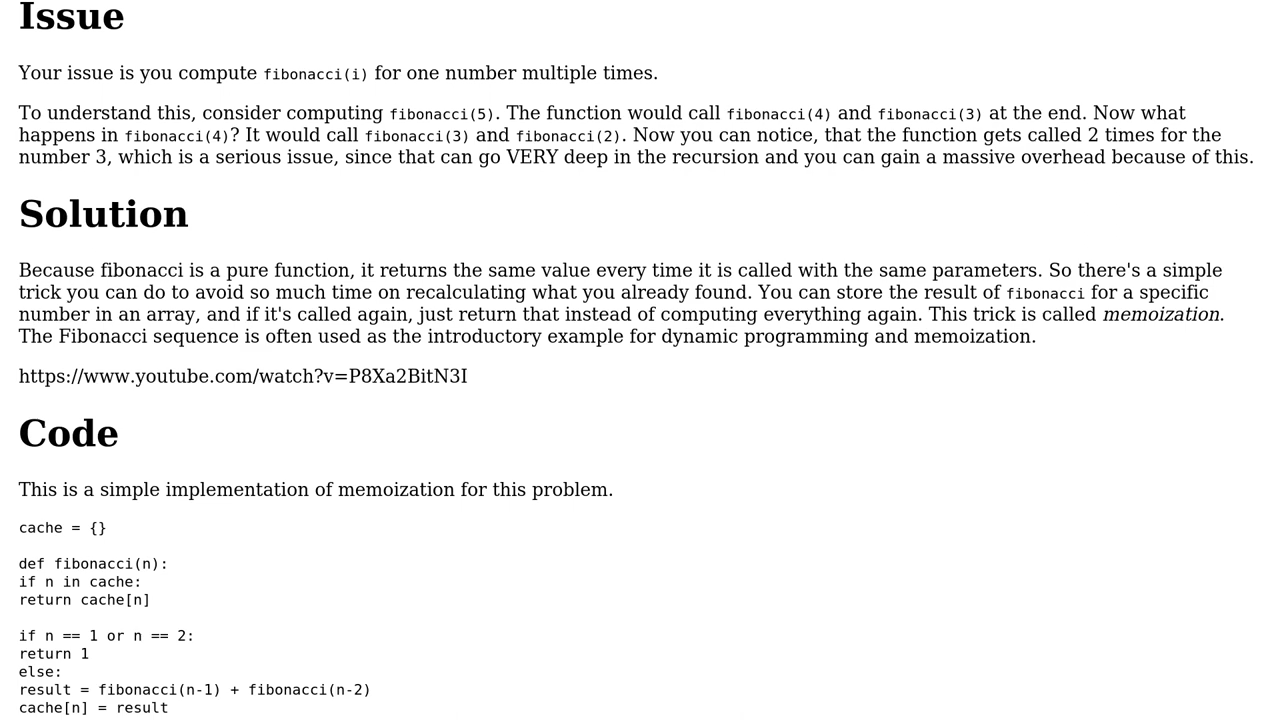 Issue
Your issue is you compute fibonacci(i) for one number multiple times.
To understand this, consider computing fibonacci(5). The function would call fibonacci(4) and fibonacci(3) at the end. Now what
happens in fibonacci(4)? It would call fibonacci(3) and fibonacci(2). Now you can notice, that the function gets called 2 times for the
number 3, which is a serious issue, since that can go VERY deep in the recursion and you can gain a massive overhead because of this.
Solution
Because fibonacci is a pure function, it returns the same value every time it is called with the same parameters. So there's a simple
trick you can do to avoid so much time on recalculating what you already found. You can store the result of fibonacci for a specific
number in an array, and if it's called again, just return that instead of computing everything again. This trick is called memoization.
The Fibonacci sequence is often used as the introductory example for dynamic programming and memoization.
https://www.youtube.com/watch?v=P8Xa2BitN3I
Code
This is a simple implementation of memoization for this problem.
cache = {}
def fibonacci(n):
if n in cache:
return cache[n]
if n == 1 or n == 2:
return 1
else:
result = fibonacci(n-1) + fibonacci(n-2)
cache[n] = result